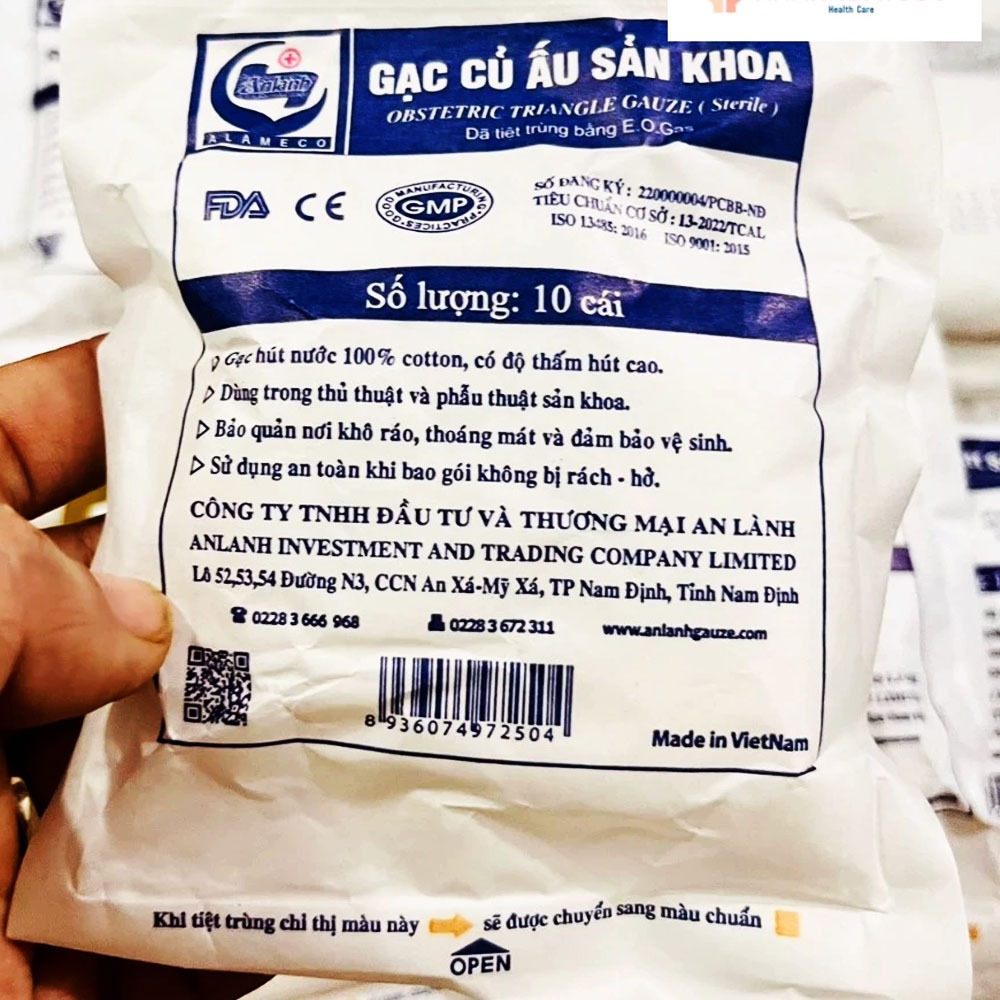 Health Care
Anlanh
ALAMECO
GẠC CỦ ẤU SẢN KHOA
OBSTETRIC TRIANGLE GAUZE ( Sterile )
Đã tiệt trùng bằng E.O.Gas
FDA CE GOOD MANUFACTURING PRACTICES GMP
SỐ ĐĂNG KÝ : 220000004/PCBB-NĐ
TIÊU CHUẨN CƠ SỞ : 13-2022/TCAL
ISO 13485: 2016 ISO 9001: 2015
Số lượng: 10 cái
Gạc hút nước 100% cotton, có độ thấm hút cao.
Dùng trong thủ thuật và phẫu thuật sản khoa.
Bảo quản nơi khô ráo, thoáng mát và đảm bảo vệ sinh.
Sử dụng an toàn khi bao gói không bị rách - hở.
CÔNG TY TNHH ĐẦU TƯ VÀ THƯƠNG MẠI AN LÀNH
ANLANH INVESTMENT AND TRADING COMPANY LIMITED
Lô 52,53,54 Đường N3, CCN An Xá-Mỹ Xá, TP Nam Định, Tỉnh Nam Định
0228 3 666 968 0228 3 672 311 www.anlanhgauze.com
8 936074 972504
Made in VietNam
Khi tiệt trùng chỉ thị màu này sẽ được chuyển sang màu chuẩn
OPEN